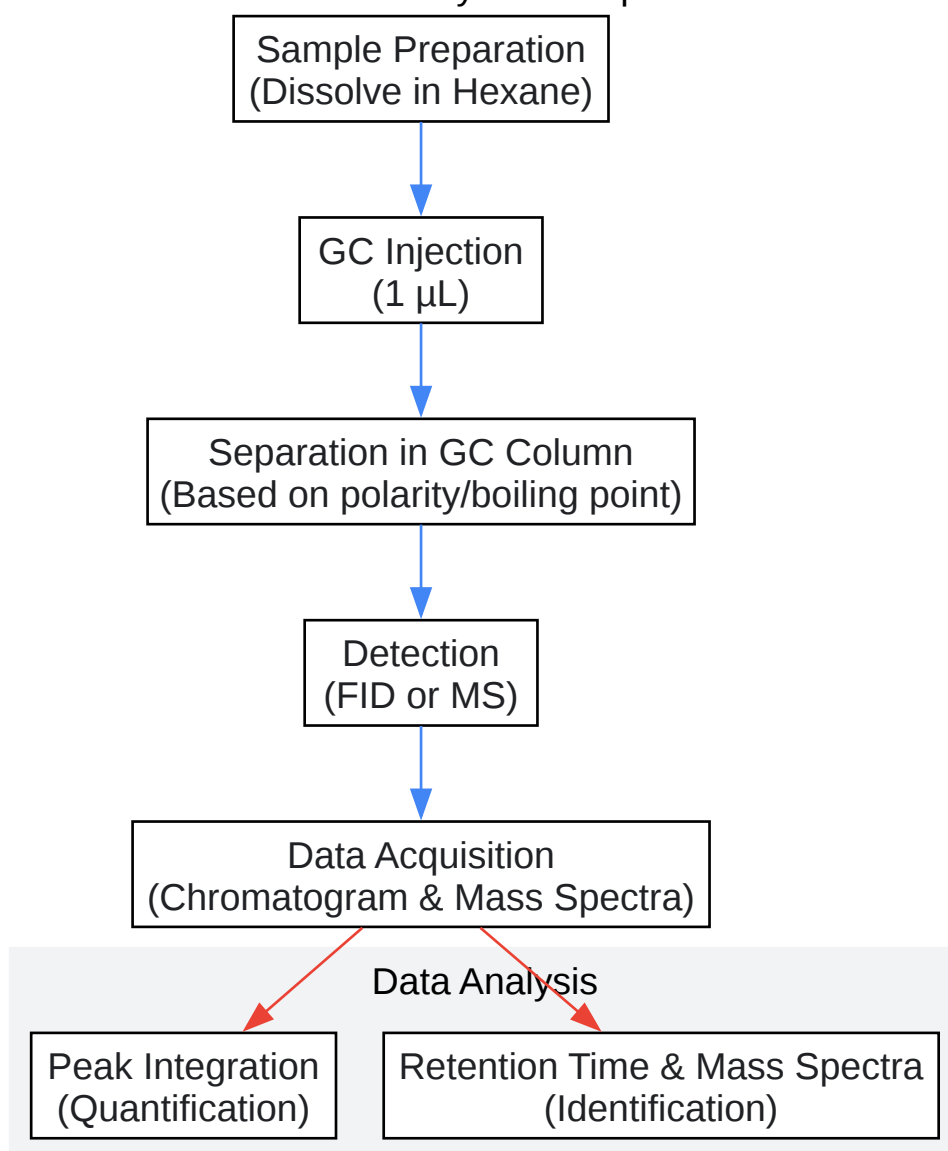 Sample Preparation
(Dissolve in Hexane)
GC Injection
(1 µL)
Separation in GC Column
(Based on polarity/boiling point)
Detection
(FID or MS)
Data Acquisition
(Chromatogram & Mass Spectra)
Data Analysis
Peak Integration
(Quantification)
Retention Time & Mass Spectra
(Identification)